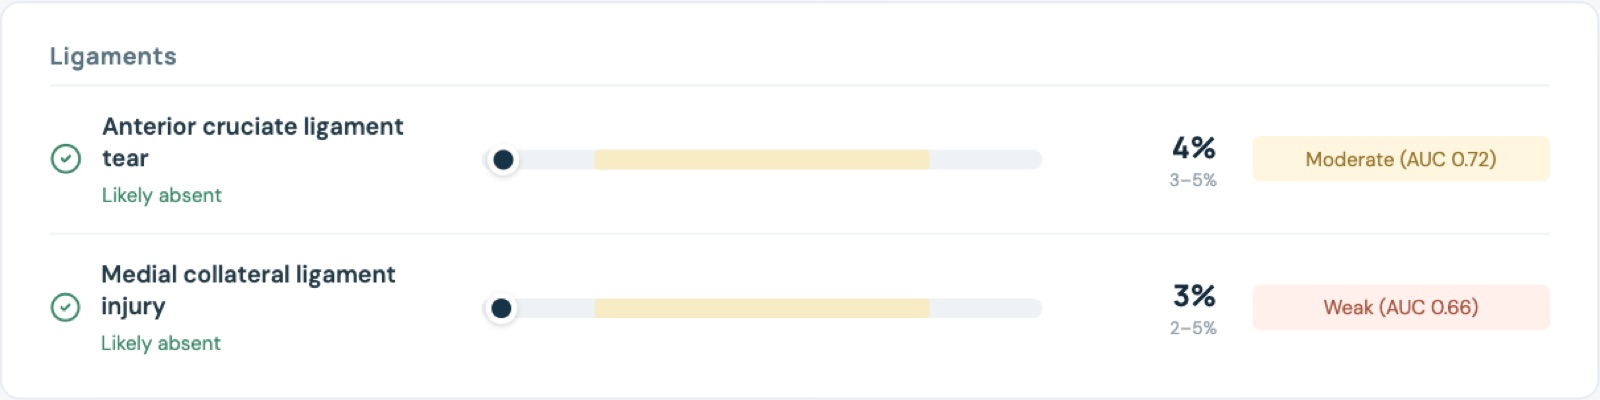 Ligaments
Anterior cruciate ligament
tear
Likely absent
4%
3–5%
Moderate (AUC 0.72)
Medial collateral ligament
injury
Likely absent
3%
2–5%
Weak (AUC 0.66)